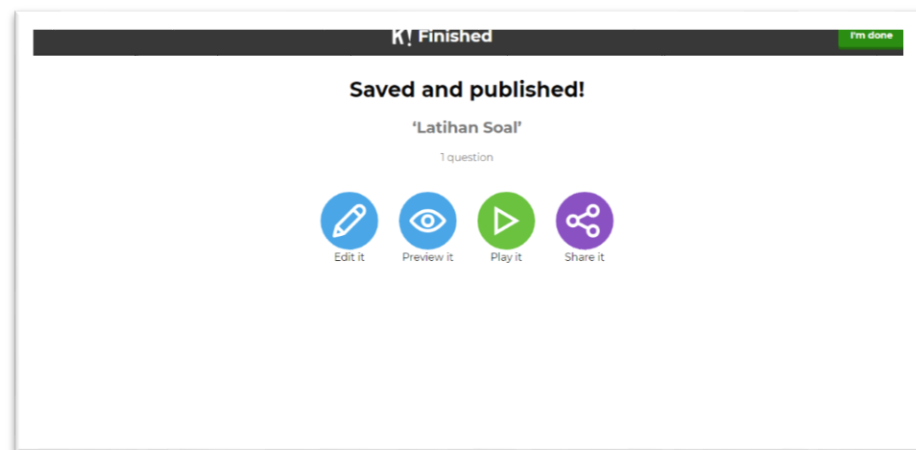 K! Finished
I'm done
Saved and published!
‘Latihan Soal’
1 question
Edit it
Preview it
Play it
Share it